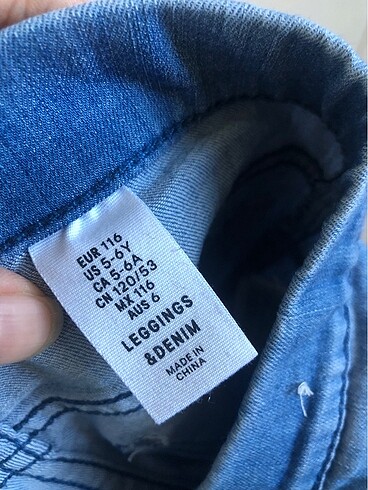 EUR 116
US 5-6Y
CA 5-6A
CN 120/53
MX 116
AUS 6
LEGGINGS
&DENIM
MADE IN
CHINA